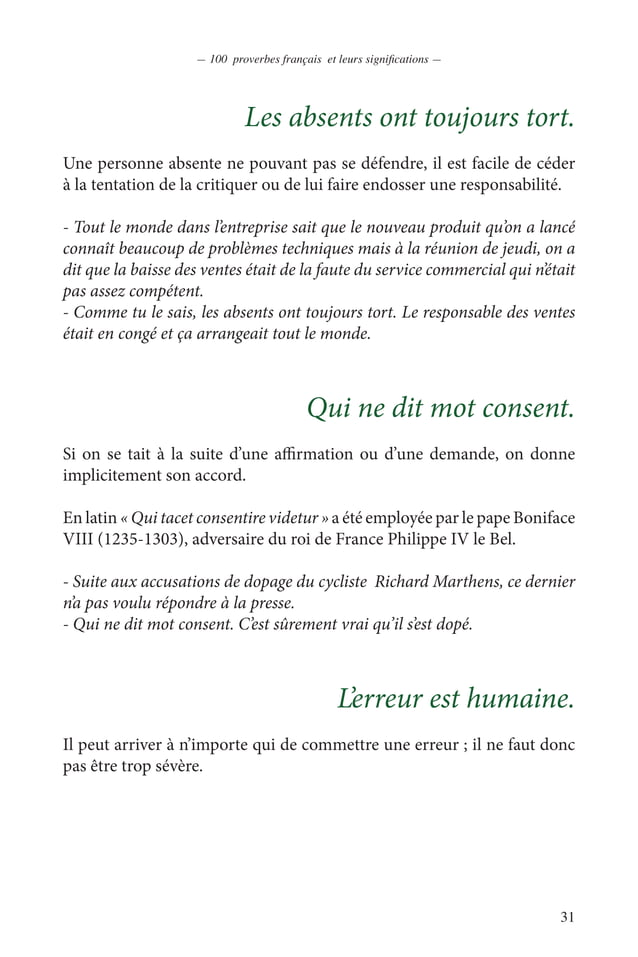 — 100 proverbes français et leurs significations —
Les absents ont toujours tort.
Une personne absente ne pouvant pas se défendre, il est facile de céder
à la tentation de la critiquer ou de lui faire endosser une responsabilité.
- Tout le monde dans l’entreprise sait que le nouveau produit qu’on a lancé
connaît beaucoup de problèmes techniques mais à la réunion de jeudi, on a
dit que la baisse des ventes était de la faute du service commercial qui n’était
pas assez compétent.
- Comme tu le sais, les absents ont toujours tort. Le responsable des ventes
était en congé et ça arrangeait tout le monde.
Qui ne dit mot consent.
Si on se tait à la suite d’une affirmation ou d’une demande, on donne
implicitement son accord.
En latin « Qui tacet consentire videtur » a été employée par le pape Boniface
VIII (1235-1303), adversaire du roi de France Philippe IV le Bel.
- Suite aux accusations de dopage du cycliste Richard Marthens, ce dernier
n’a pas voulu répondre à la presse.
- Qui ne dit mot consent. C’est sûrement vrai qu’il s’est dopé.
L’erreur est humaine.
Il peut arriver à n’importe qui de commettre une erreur ; il ne faut donc
pas être trop sévère.
31